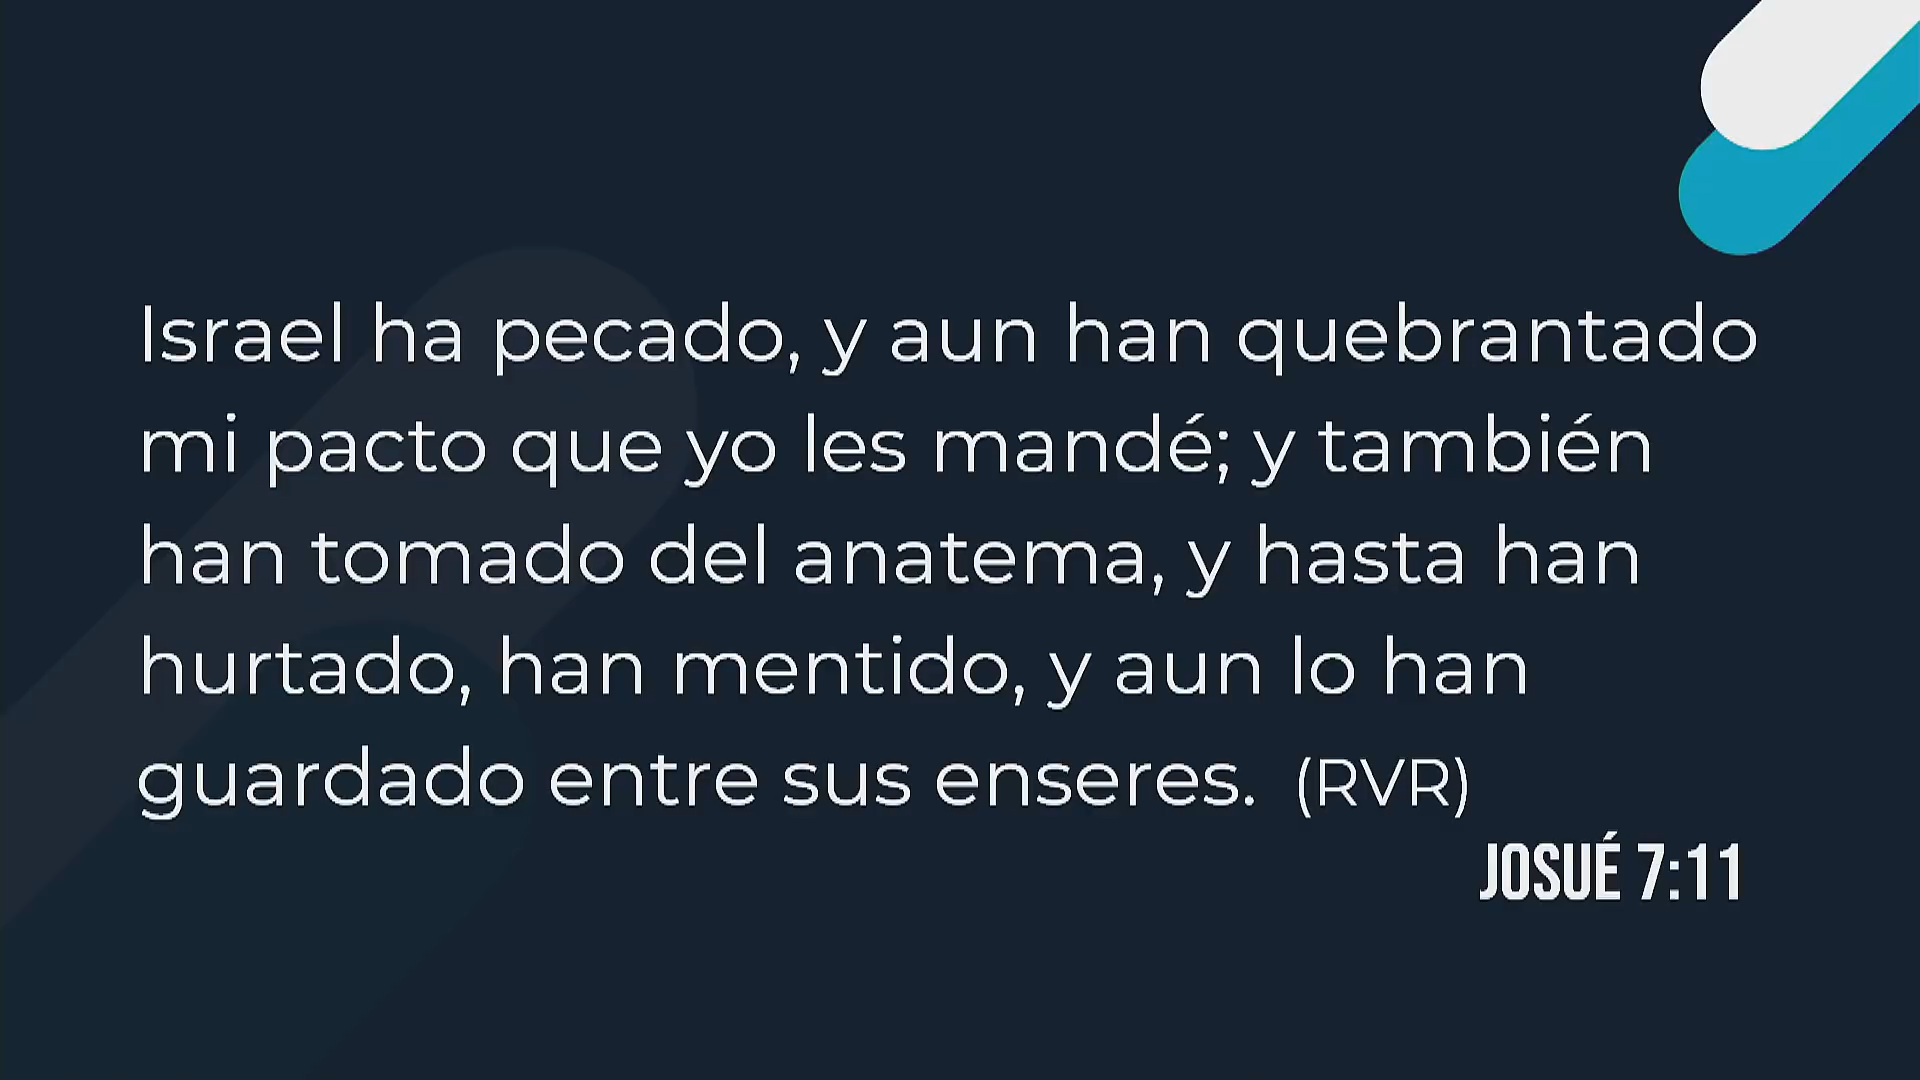 Israel ha pecado, y aun han quebrantado
mi pacto que yo les mandé; y también
han tomado del anatema, y hasta han
hurtado, han mentido, y aun lo han
guardado entre sus enseres. (RVR)
JOSUÉ 7:11